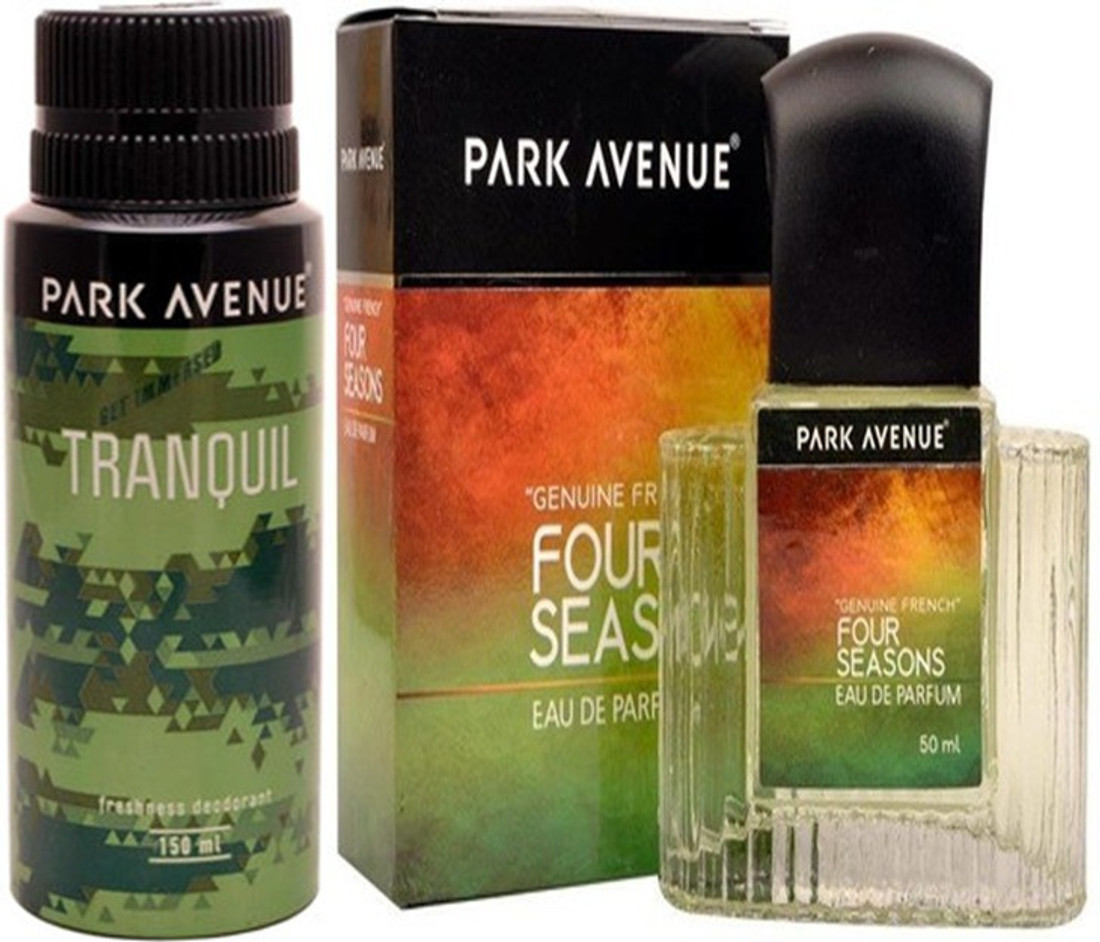 PARK AVENUE®
GET IMMERSED
TRANQUIL
freshness deodorant
150 ml
PARK AVENUE
"GENUINE FRENCH"
FOUR
SEASONS
EAU DE PARFUM
PARK AVENUE®
"GENUINE FR
FOUR
SEAS
EAU DE PARF
PARK AVENUE®
"GENUINE FRENCH"
FOUR
SEASONS
EAU DE PARFUM
50 ml